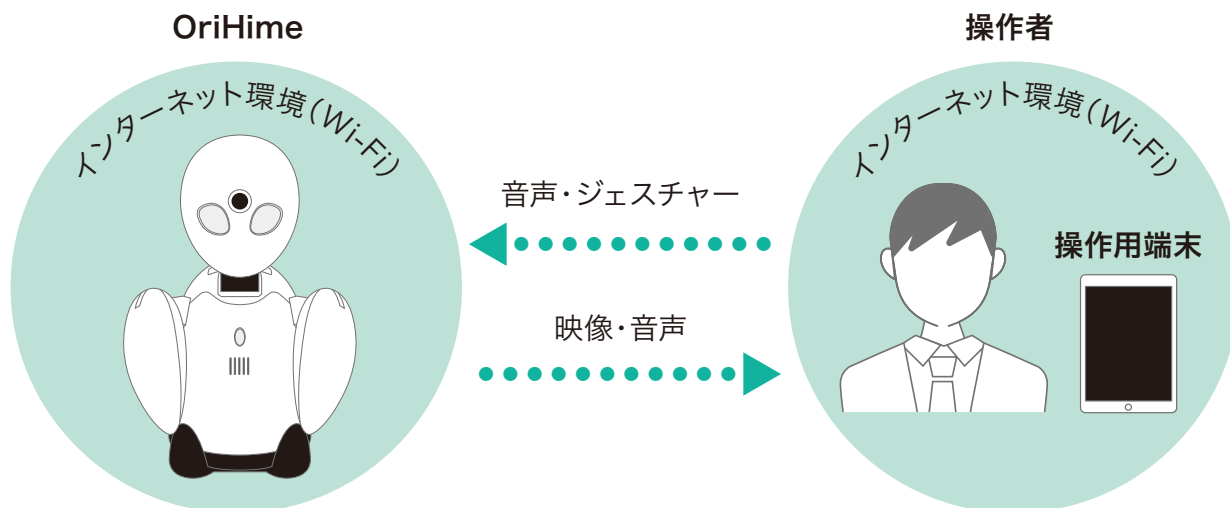 OriHime
インターネット環境(Wi-Fi)
音声・ジェスチャー
映像・音声
操作者
インターネット環境(Wi-Fi)
操作用端末